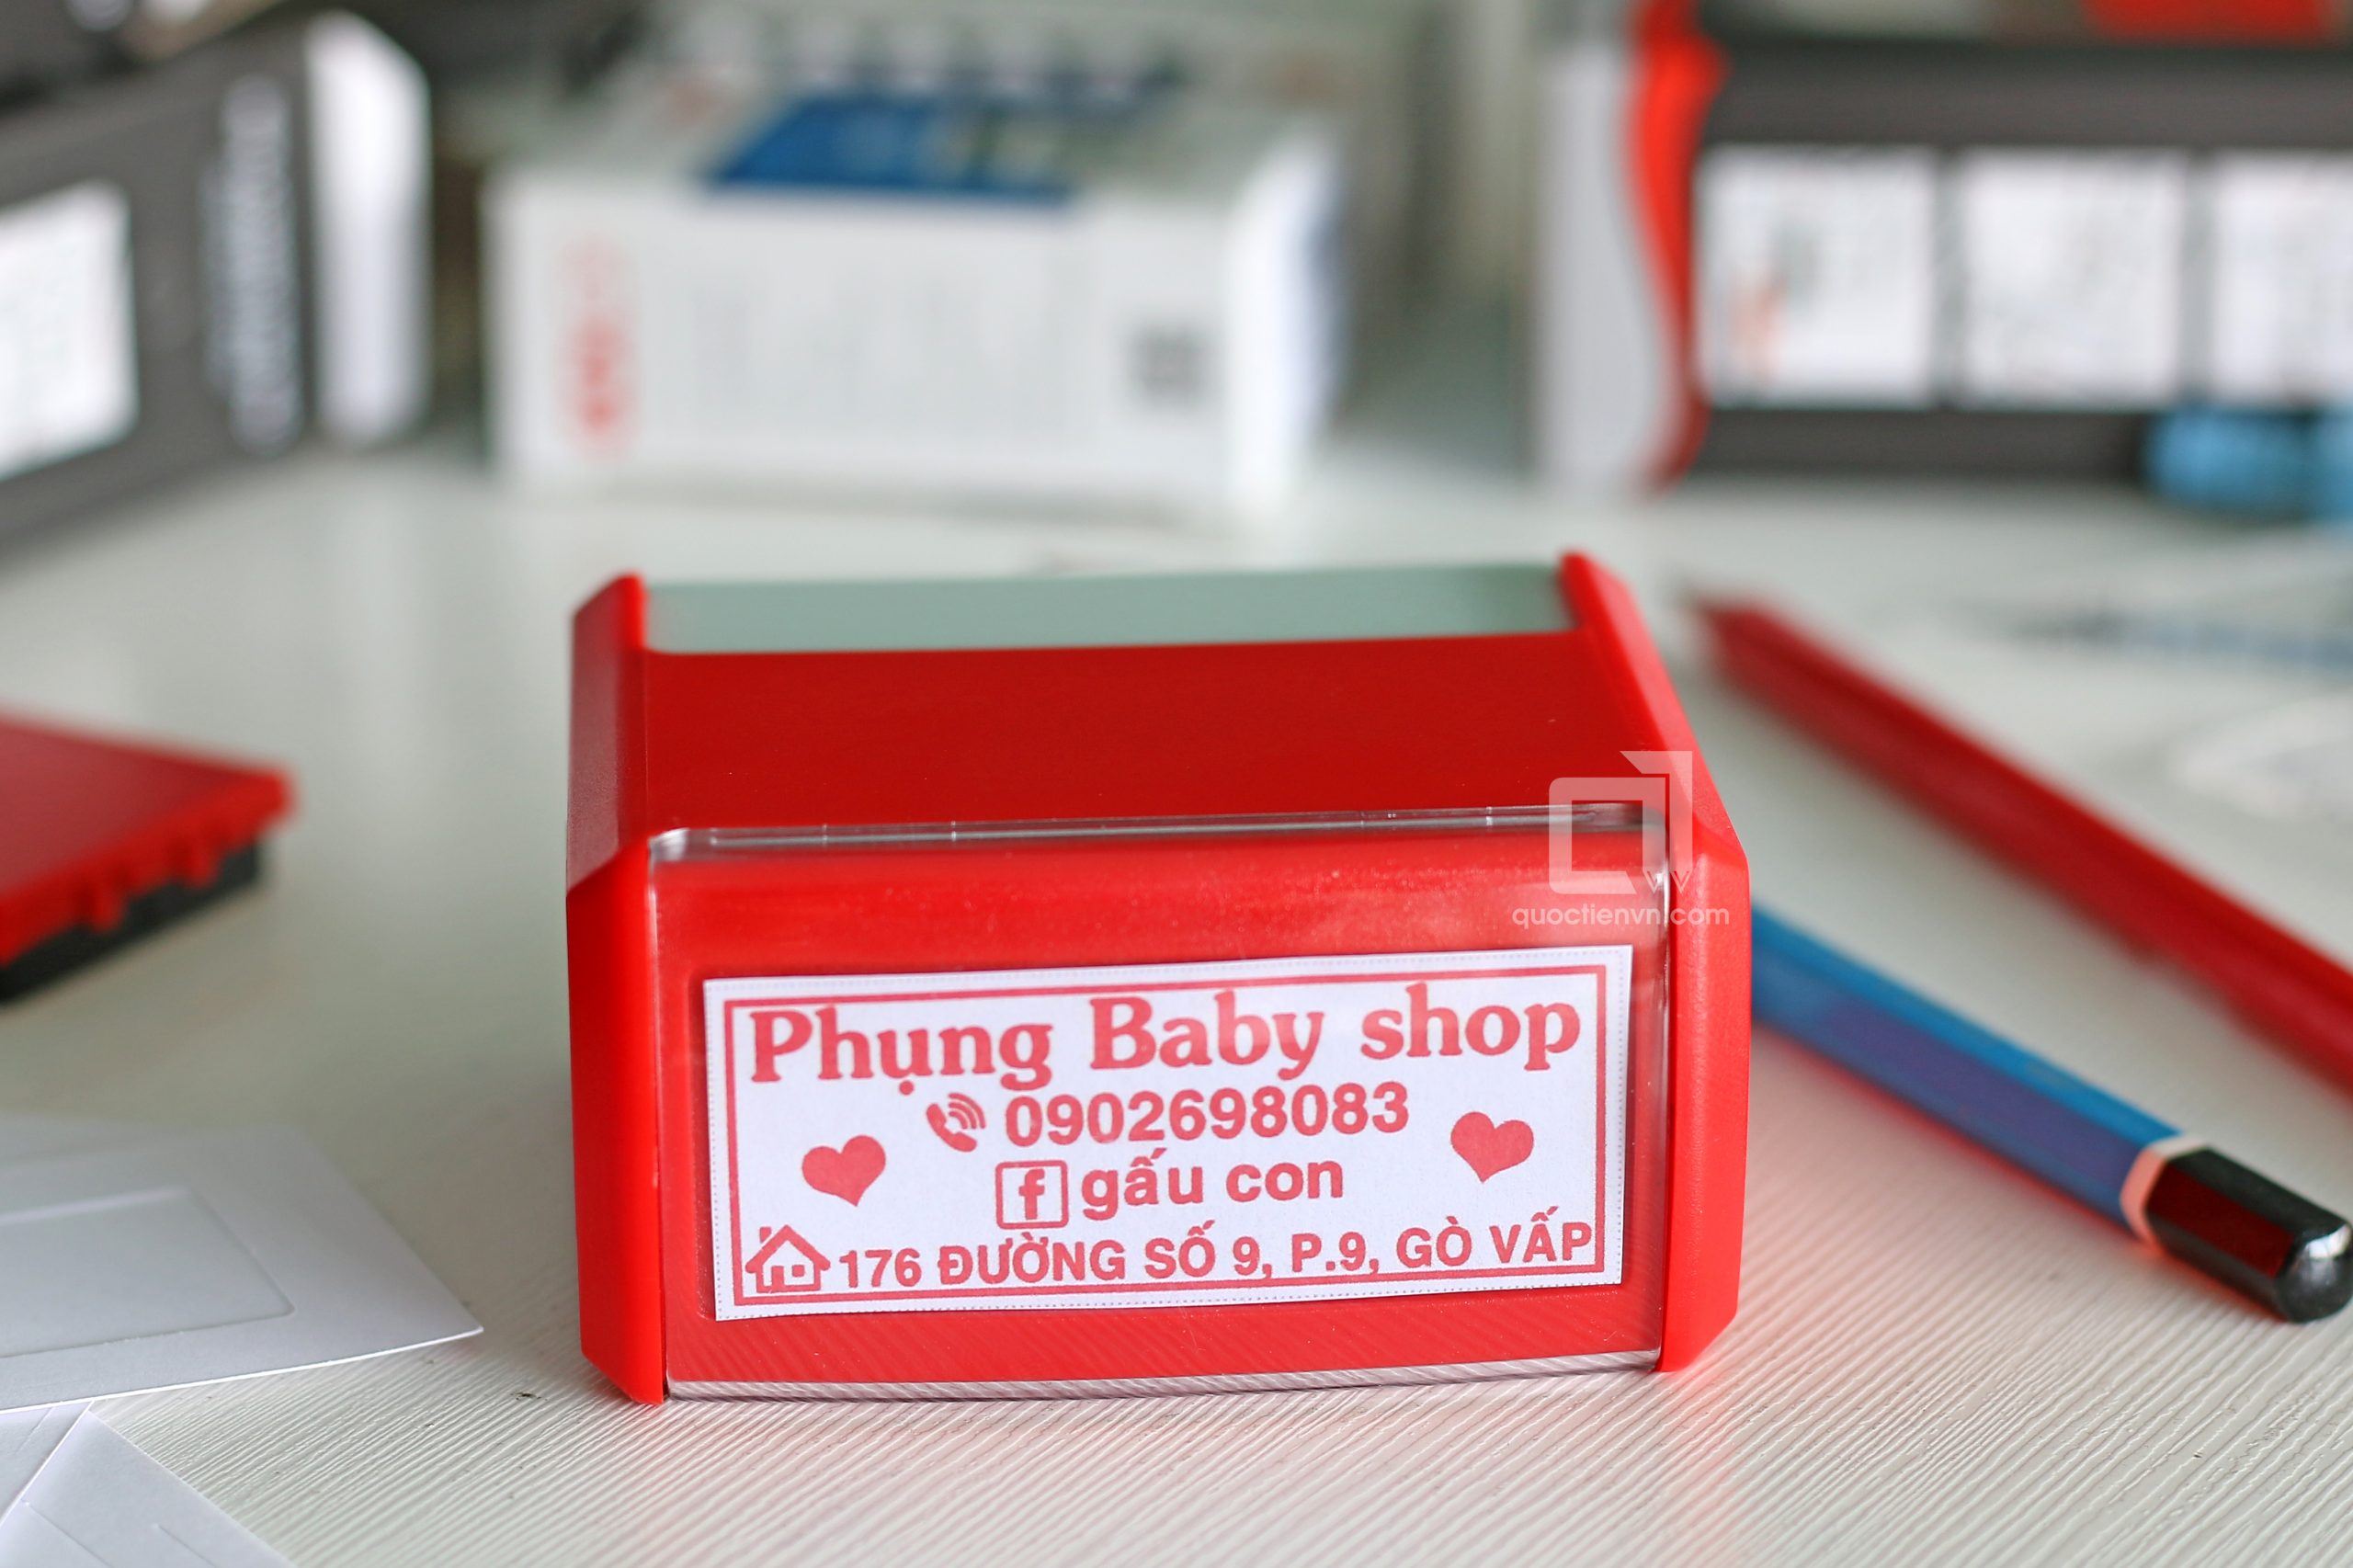 quoctienvn.com
Phụng Baby shop
0902698083
f gấu con
176 ĐƯỜNG SỐ 9, P.9, GÒ VẤP